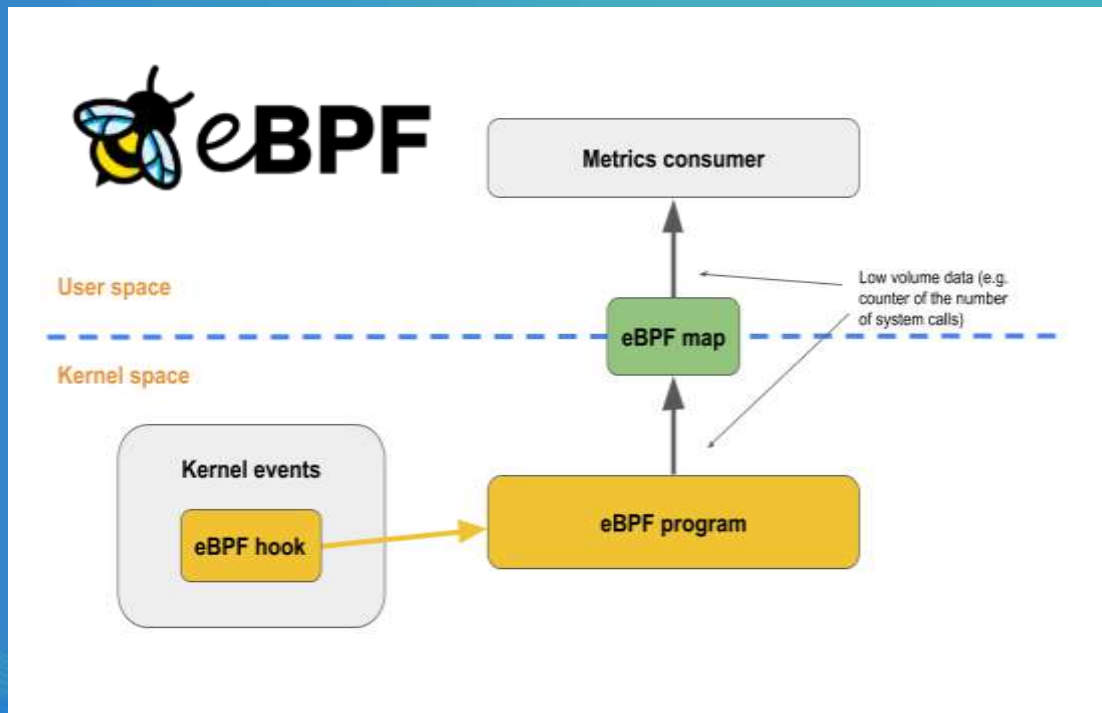 eBPF
Metrics consumer
User space
Low volume data (e.g.
counter of the number
of system calls)
eBPF map
Kernel space
Kernel events
eBPF hook
eBPF program